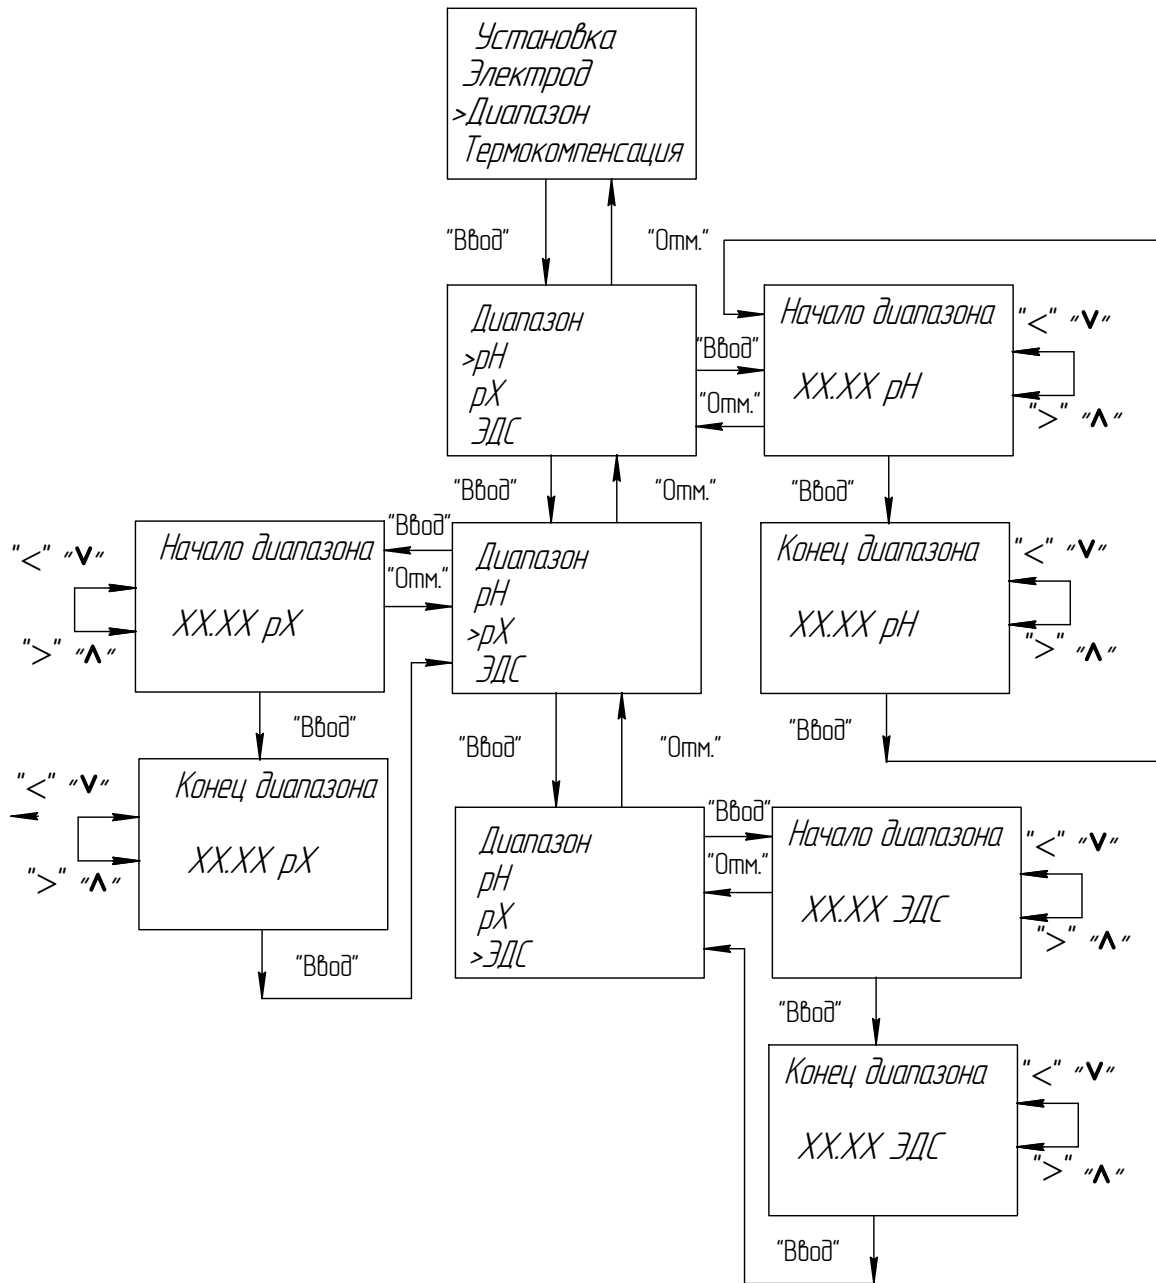 Установка
Электрод
>Диапазон
Термокомпенсация
"Ввод"
"Отм."
Диапазон
>pH
pX
ЭДС
"Ввод"
"Отм."
Начало диапазона
XX.XX pH
"<" "V"
">" "Λ"
"Ввод"
"Отм."
"Ввод"
Начало диапазона
XX.XX pX
"<" "V"
">" "Λ"
"Ввод"
"Отм."
Диапазон
pH
>pX
ЭДС
Конец диапазона
XX.XX pH
"<" "V"
">" "Λ"
"Ввод"
"Ввод"
"Отм."
"Ввод"
Конец диапазона
XX.XX pX
"<" "V"
">" "Λ"
"Ввод"
Диапазон
pH
pX
>ЭДС
"Ввод"
"Отм."
Начало диапазона
XX.XX ЭДС
"<" "V"
">" "Λ"
"Ввод"
Конец диапазона
XX.XX ЭДС
"<" "V"
">" "Λ"
"Ввод"